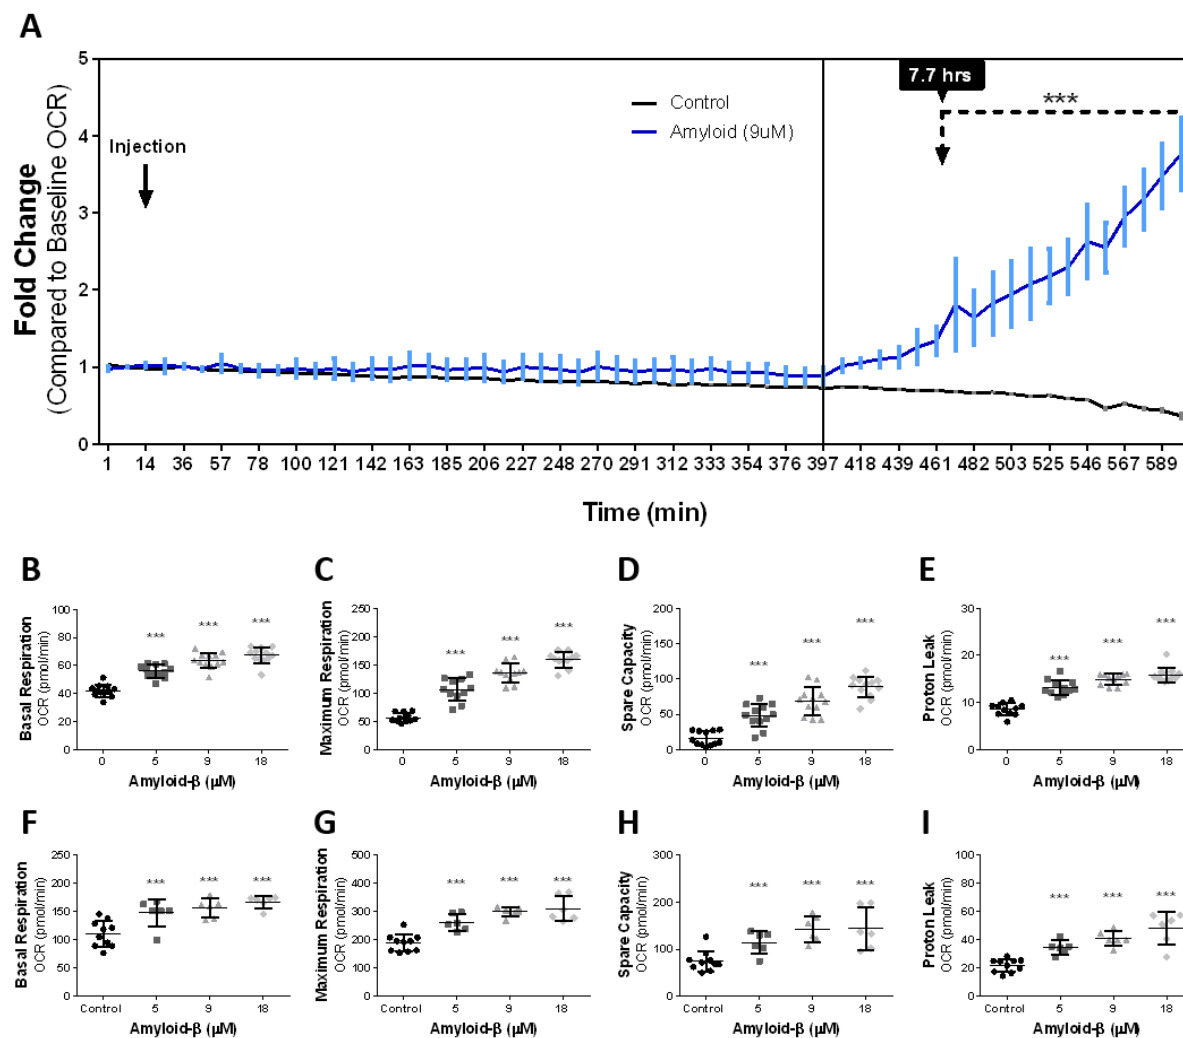 A
Fold Change
(Compared to Baseline OCR)
5
4
3
2
1
0
Injection
Control
Amyloid (9uM)
7.7 hrs
***
1 14 36 57 78 100 121 142 163 185 206 227 248 270 291 312 333 354 376 397 418 439 461 482 503 525 546 567 589
Time (min)
B
Basal Respiration
OCR (pmol/min)
100
80
60
40
20
0
*** *** ***
0 5 9 18
Amyloid-β (μM)
C
Maximum Respiration
OCR (pmol/min)
250
200
150
100
50
0
*** *** ***
0 5 9 18
Amyloid-β (μM)
D
Spare Capacity
OCR (pmol/min)
200
150
100
50
0
*** *** ***
0 5 9 18
Amyloid-β (μM)
E
Proton Leak
OCR (pmol/min)
30
20
10
0
*** *** ***
0 5 9 18
Amyloid-β (μM)
F
Basal Respiration
OCR (pmol/min)
250
200
150
100
50
0
*** *** ***
Control 5 9 18
Amyloid-β (μM)
G
Maximum Respiration
OCR (pmol/min)
500
400
300
200
100
0
*** *** ***
Control 5 9 18
Amyloid-β (μM)
H
Spare Capacity
OCR (pmol/min)
300
200
100
0
*** *** ***
Control 5 9 18
Amyloid-β (μM)
I
Proton Leak
OCR (pmol/min)
100
80
60
40
20
0
*** *** ***
Control 5 9 18
Amyloid-β (μM)